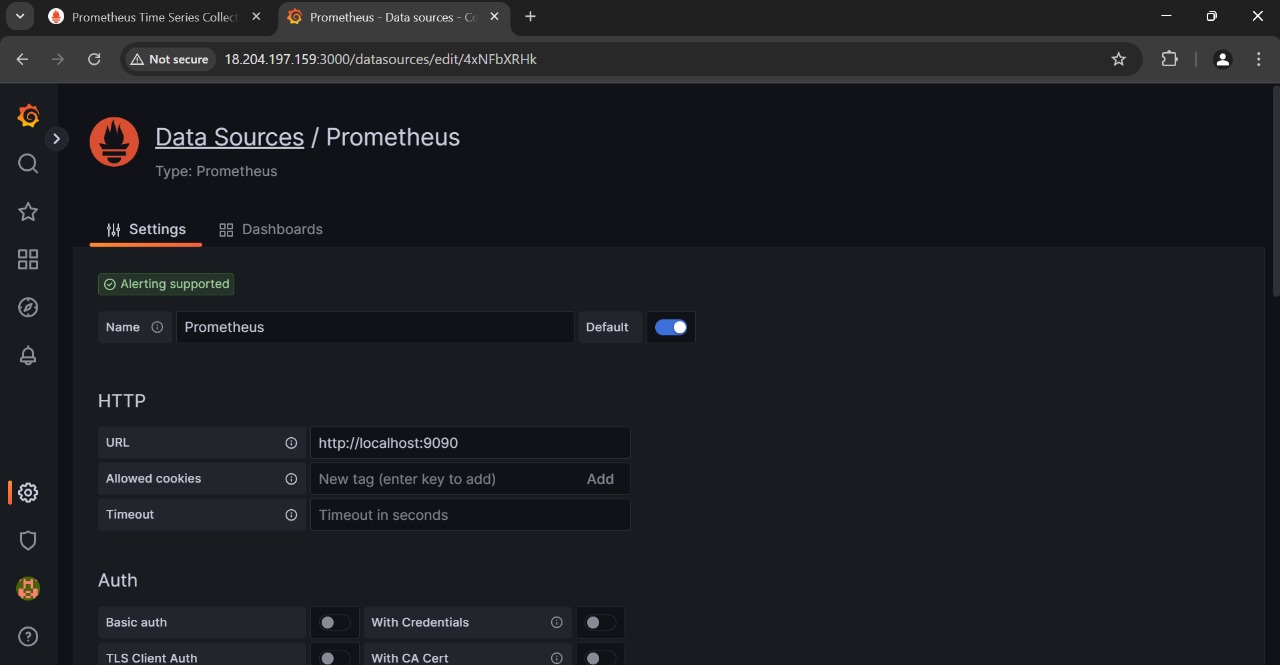 Prometheus Time Series Collect
Prometheus - Data sources - Co
Not secure
18.204.197.159:3000/datasources/edit/4xNFbXRHk
Data Sources / Prometheus
Type: Prometheus
Settings
Dashboards
Alerting supported
Name
Prometheus
Default
HTTP
URL
http://localhost:9090
Allowed cookies
New tag (enter key to add)
Add
Timeout
Timeout in seconds
Auth
Basic auth
With Credentials
TLS Client Auth
With CA Cert